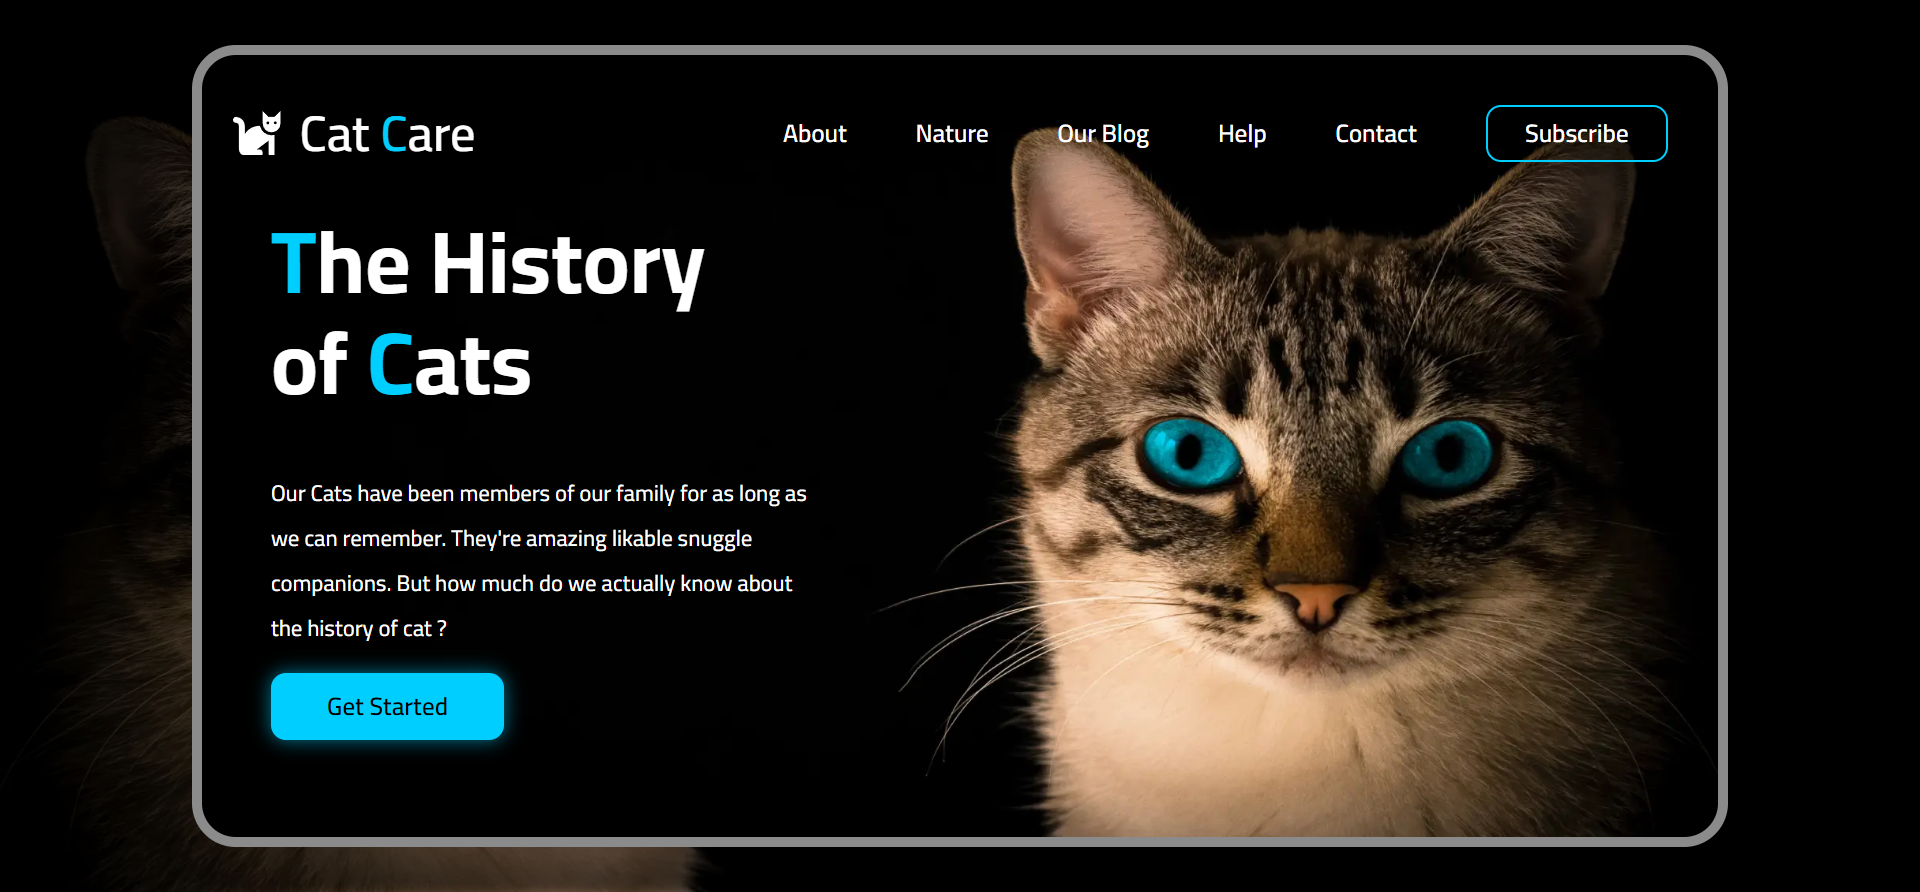 Cat Care
About
Nature
Our Blog
Help
Contact
Subscribe
The History
of Cats
Our Cats have been members of our family for as long as
we can remember. They're amazing likable snuggle
companions. But how much do we actually know about
the history of cat ?
Get Started